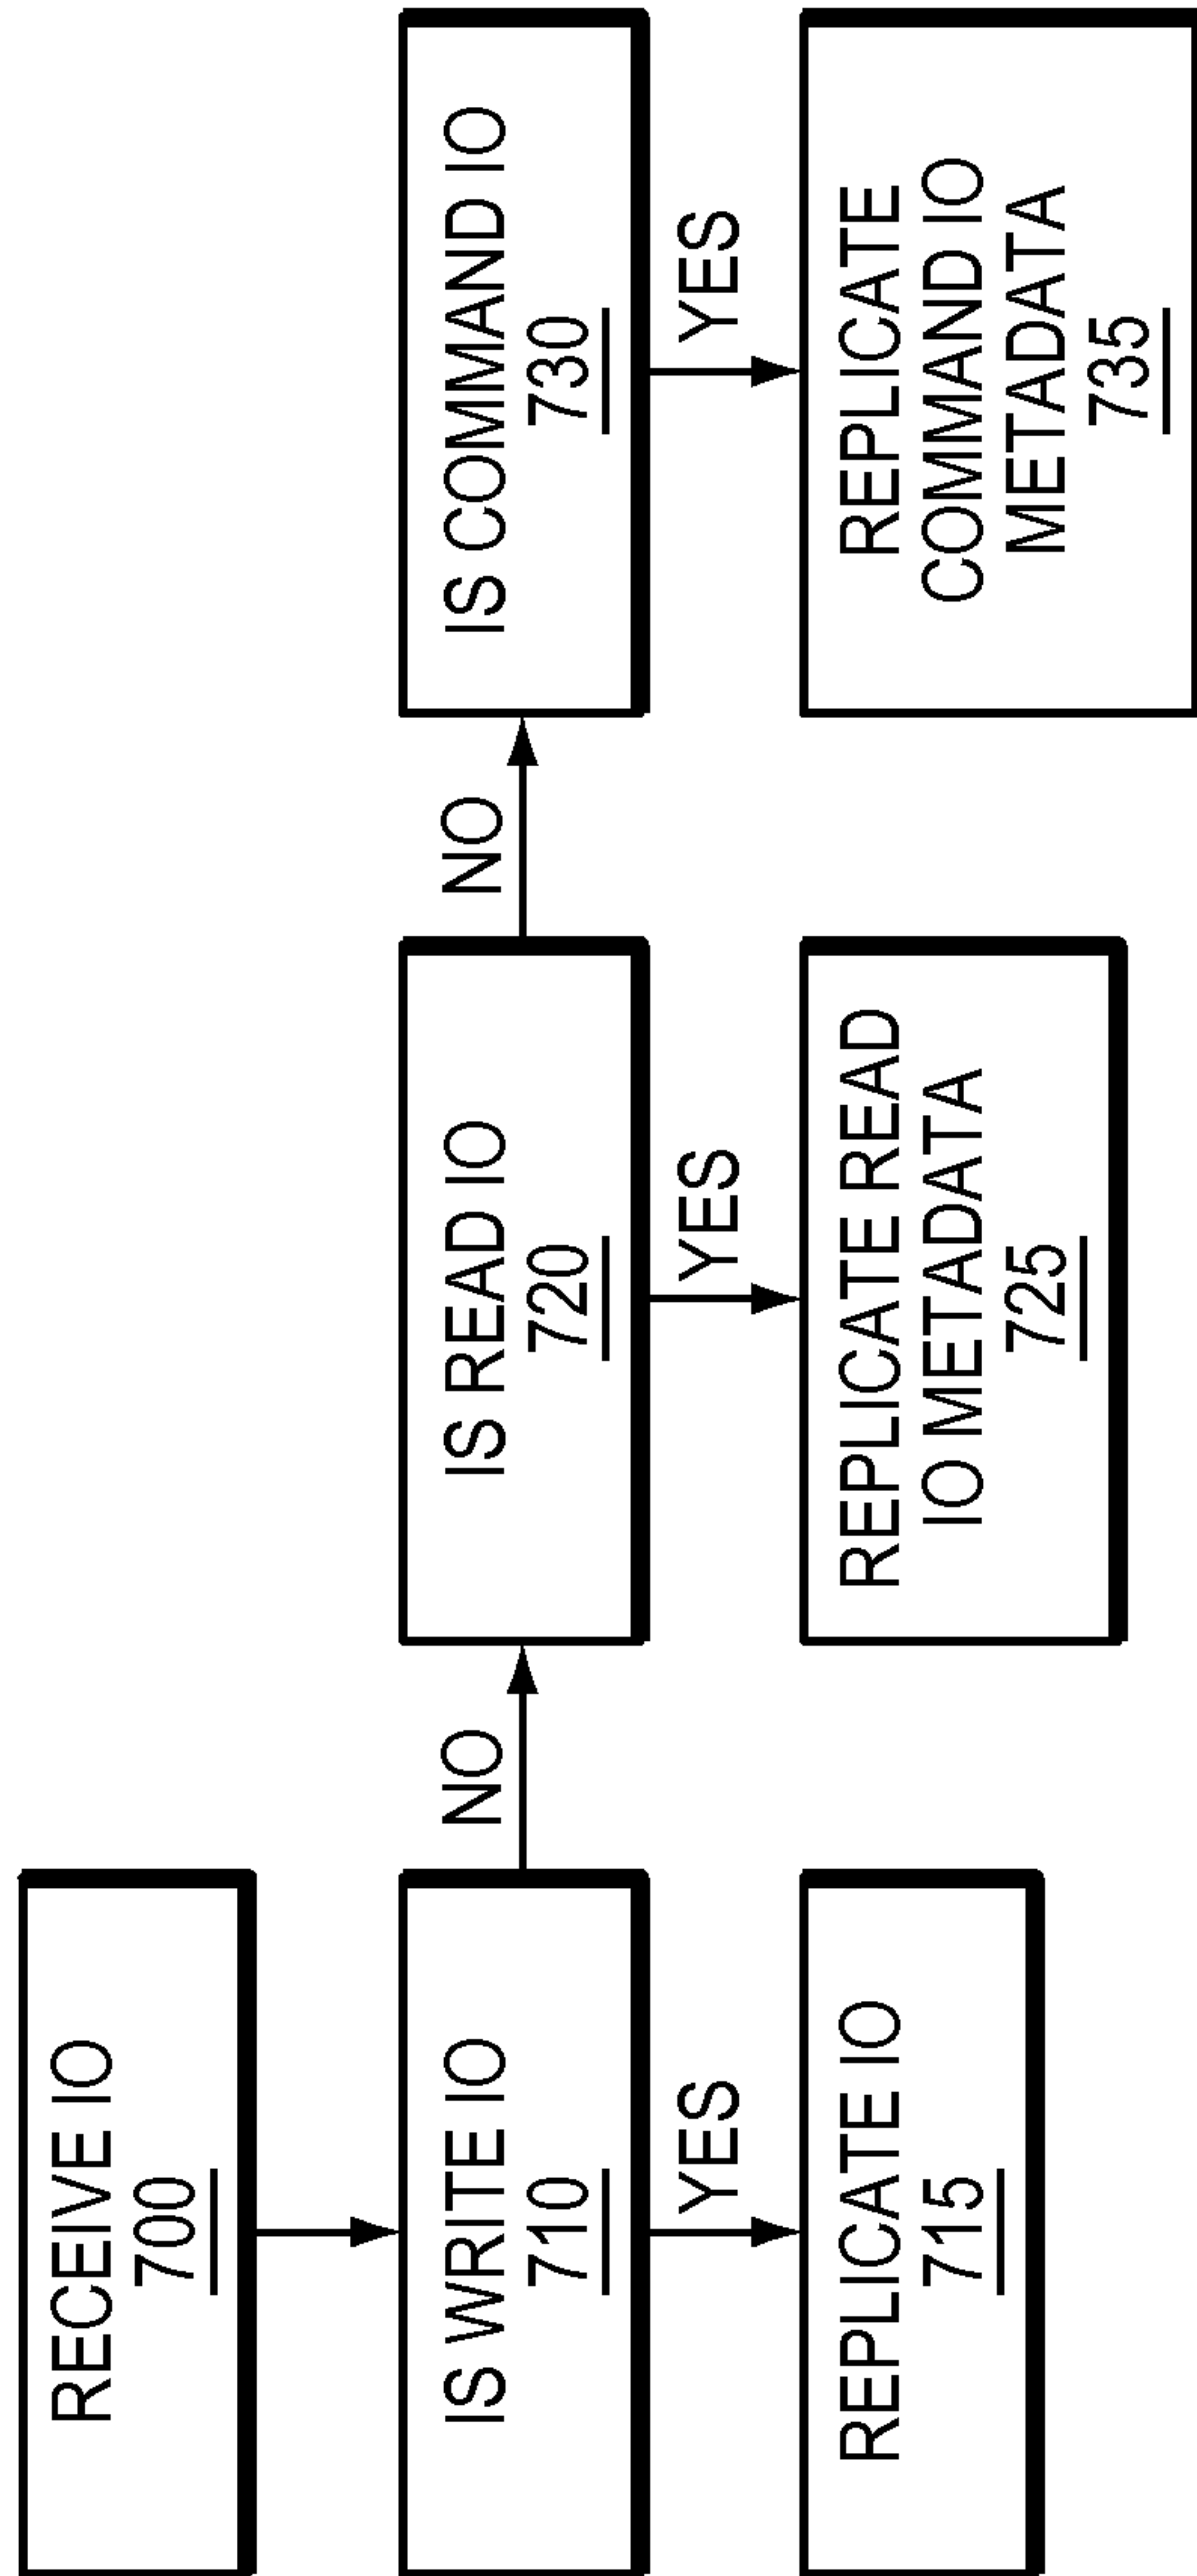 RECEIVE IO
700
IS WRITE IO
710
NO
IS READ IO
720
NO
IS COMMAND IO
730
YES
YES
YES
REPLICATE IO
715
REPLICATE READ
IO METADATA
725
REPLICATE
COMMAND IO
METADATA
735